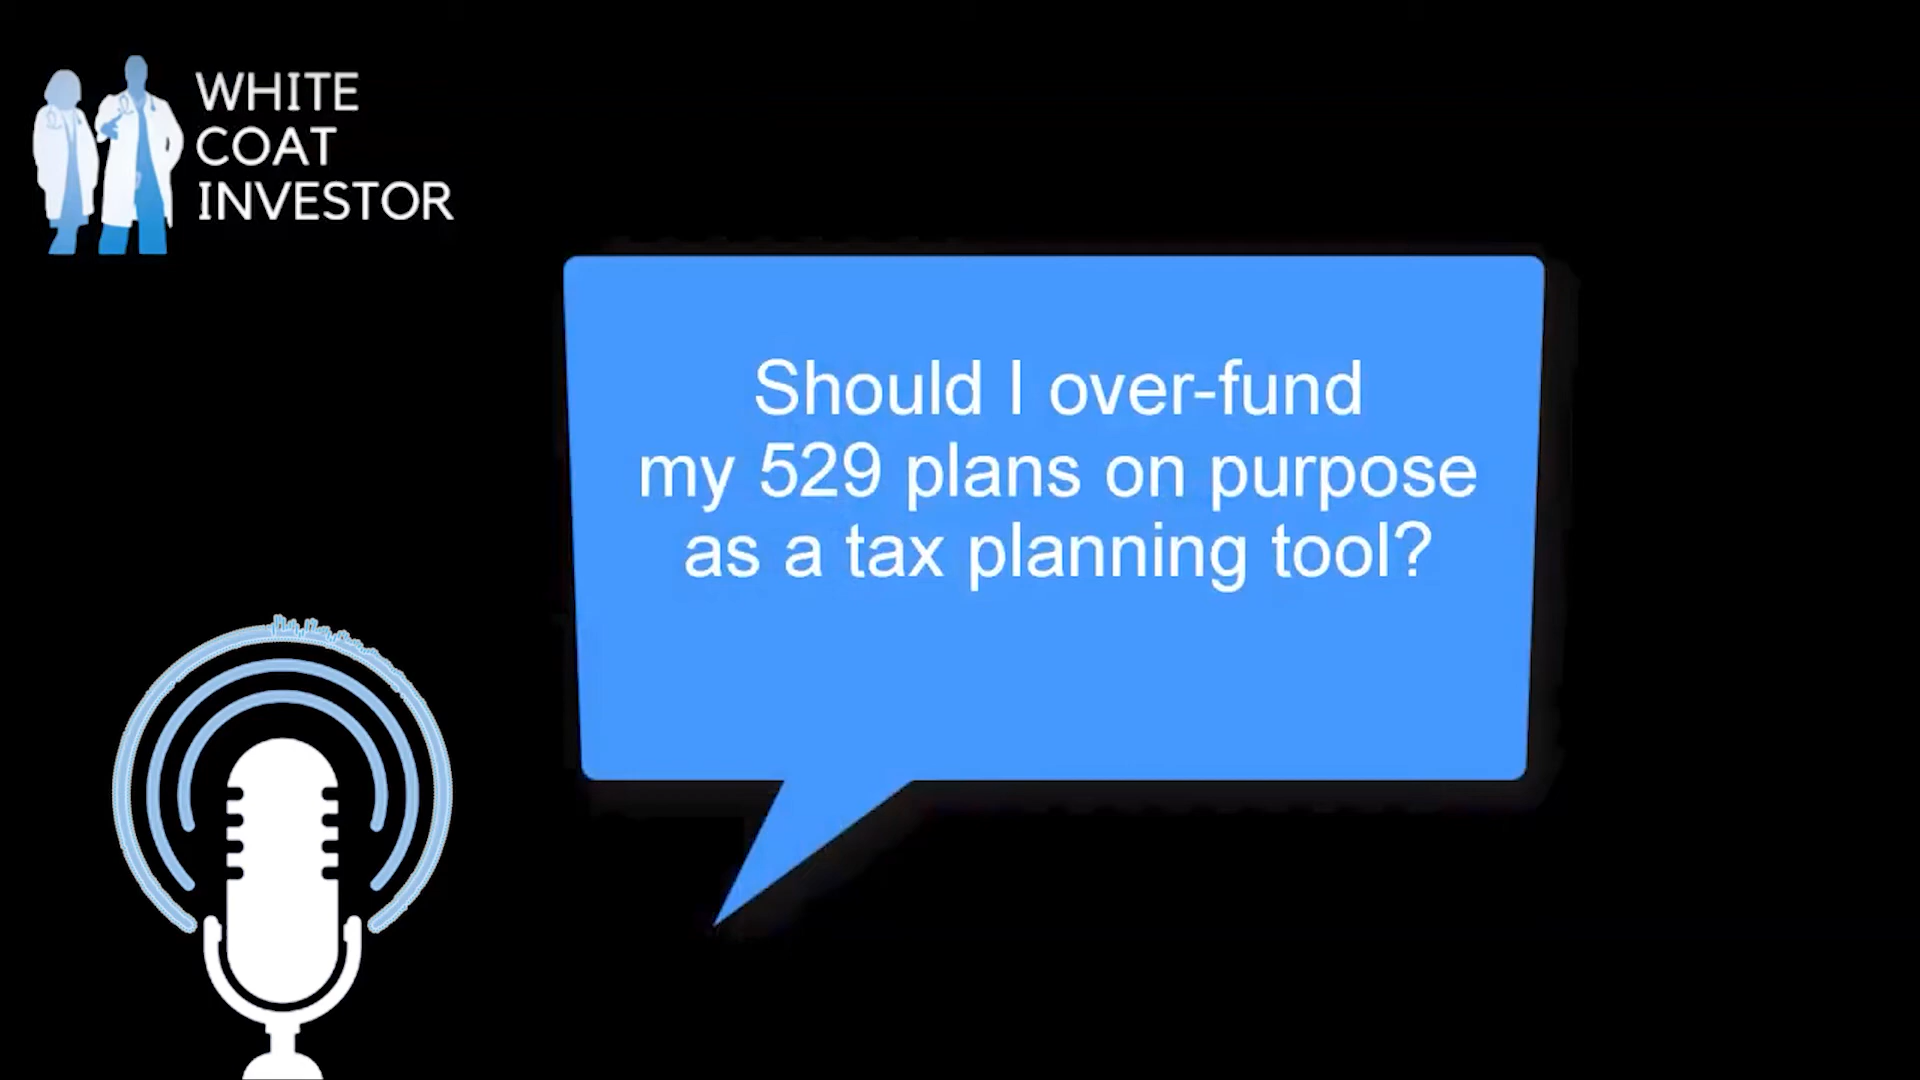 WHITE
COAT
INVESTOR
Should I over-fund
my 529 plans on purpose
as a tax planning tool?